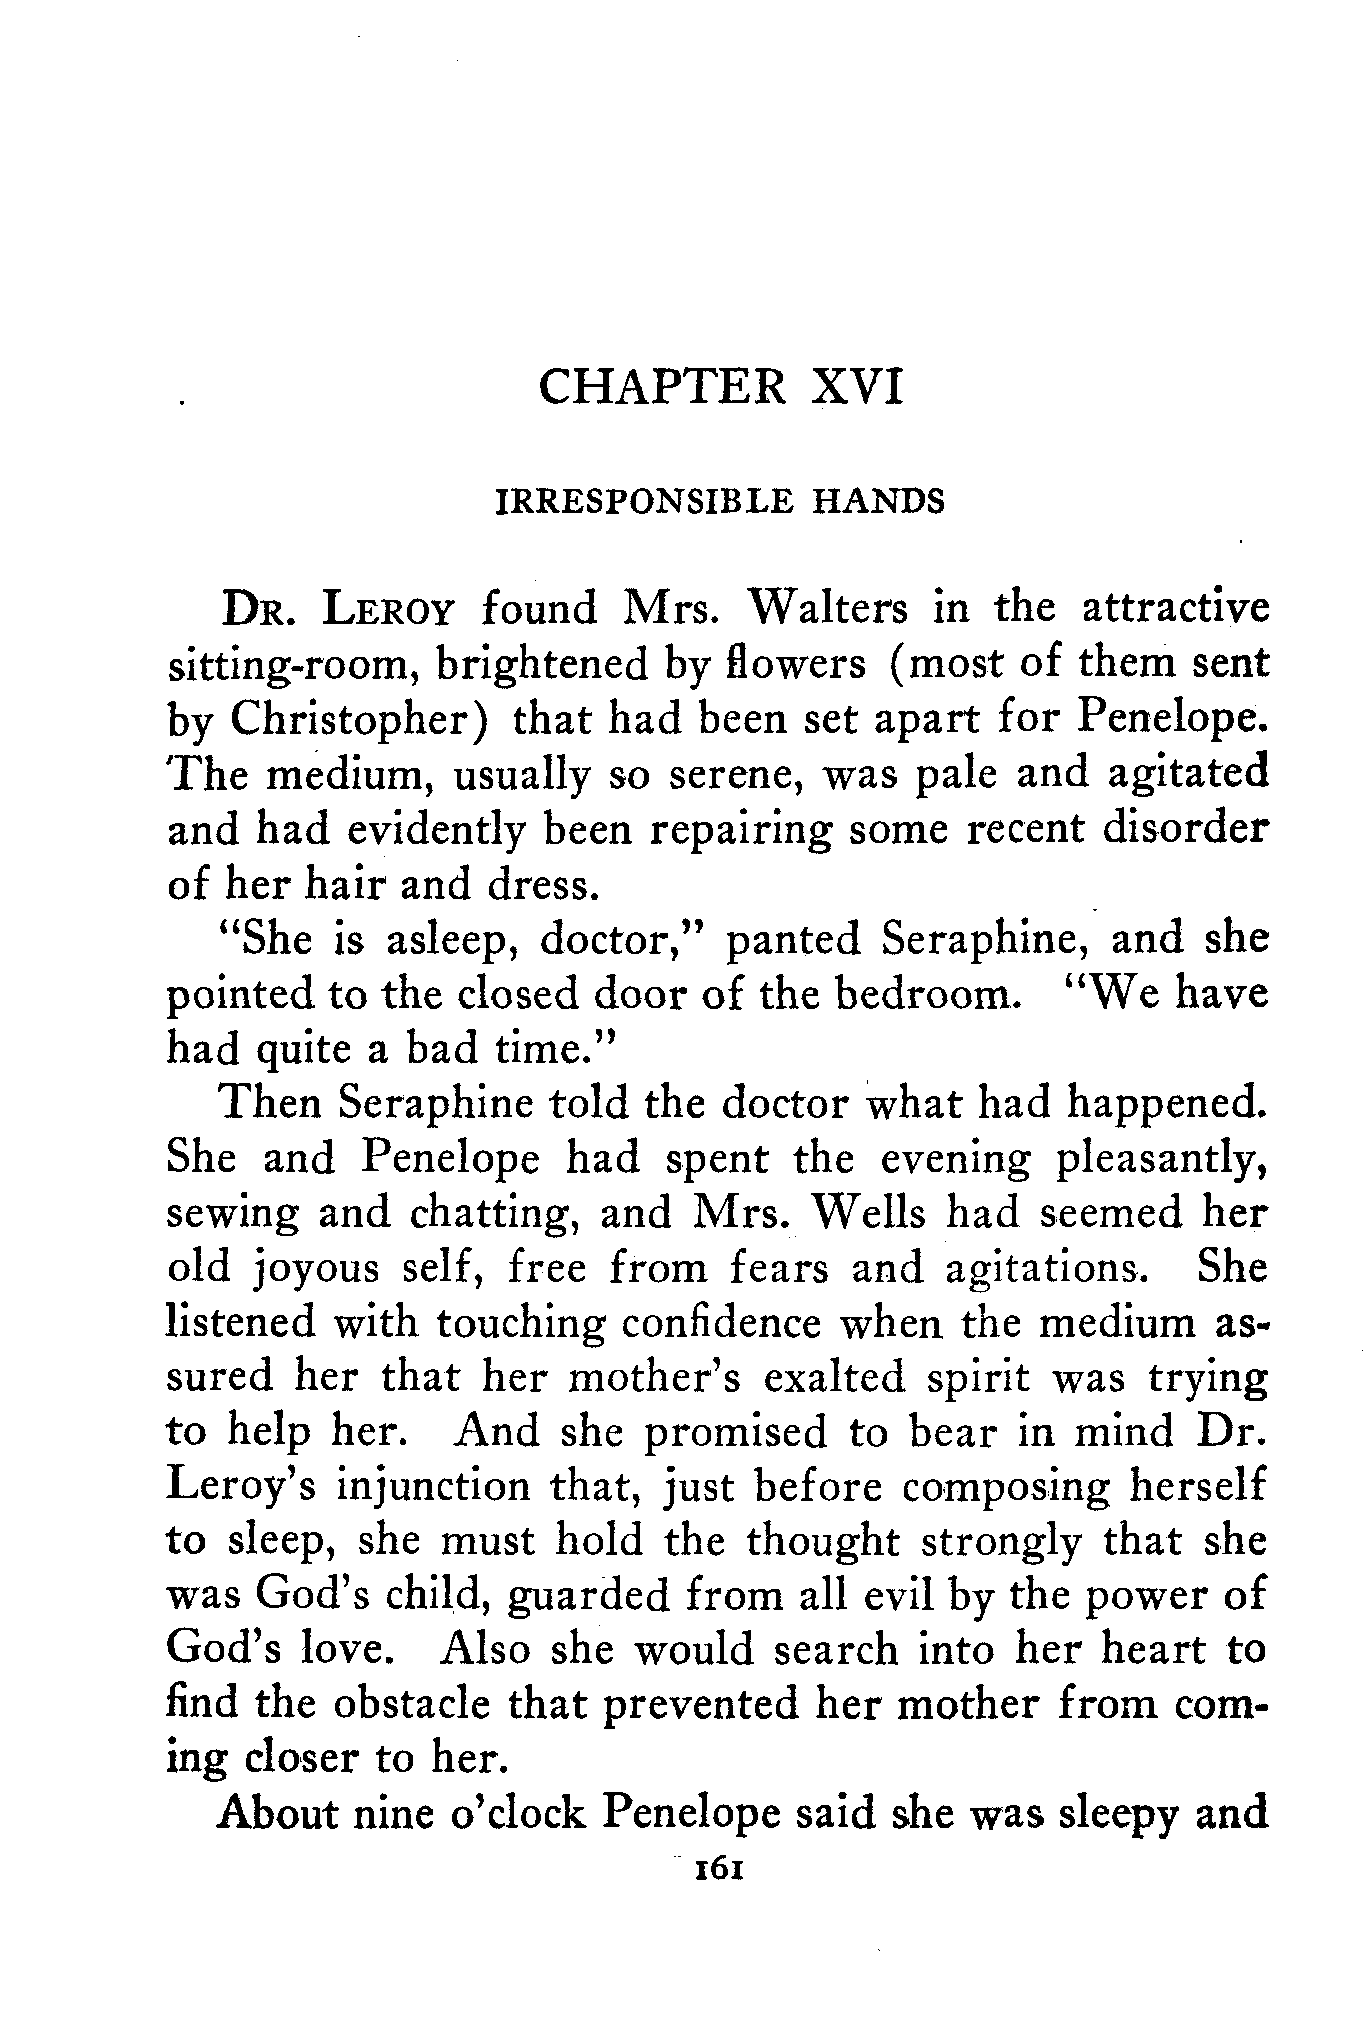 CHAPTER XVI
IRRESPONSIBLE HANDS
DR. LEROY found Mrs. Walters in the attractive
sitting-room, brightened by flowers (most of them sent
by Christopher) that had been set apart for Penelope.
The medium, usually so serene, was pale and agitated
and had evidently been repairing some recent disorder
of her hair and dress.
"She is asleep, doctor," panted Seraphine, and she
pointed to the closed door of the bedroom. "We have
had quite a bad time."
Then Seraphine told the doctor what had happened.
She and Penelope had spent the evening pleasantly,
sewing and chatting, and Mrs. Wells had seemed her
old joyous self, free from fears and agitations. She
listened with touching confidence when the medium as-
sured her that her mother's exalted spirit was trying
to help her. And she promised to bear in mind Dr.
Leroy's injunction that, just before composing herself
to sleep, she must hold the thought strongly that she
was God's child, guarded from all evil by the power of
God's love. Also she would search into her heart to
find the obstacle that prevented her mother from com-
ing closer to her.
About nine o'clock Penelope said she was sleepy and
161